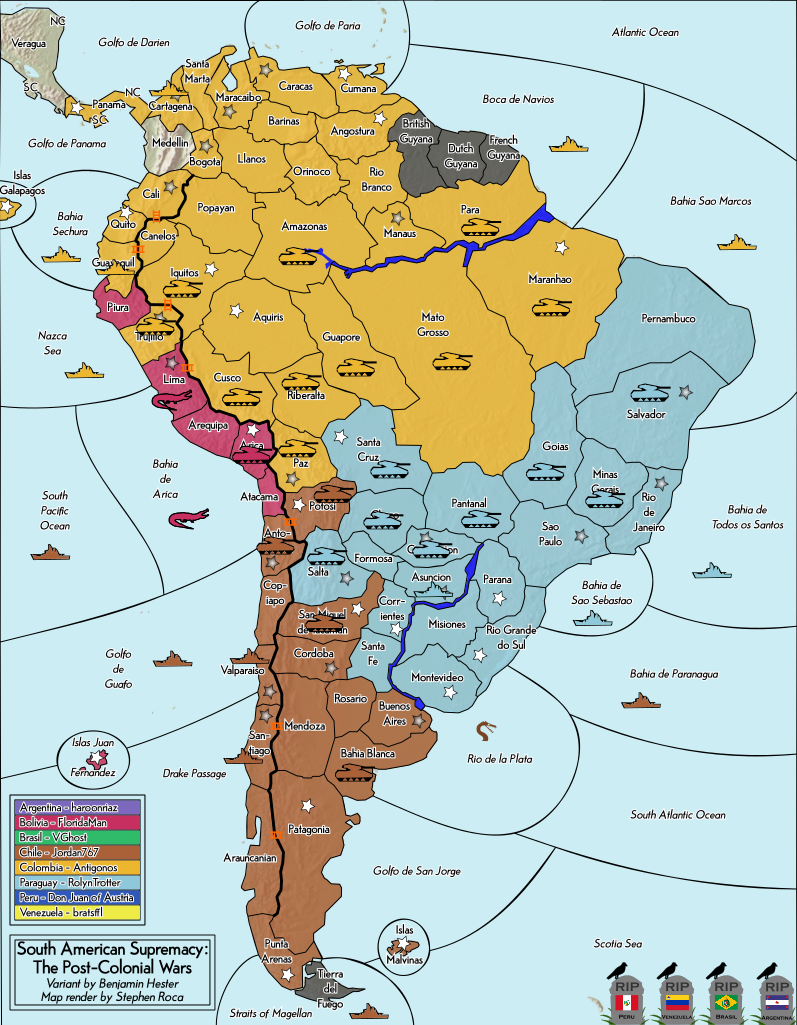 NC
Golfo de Darien
Golfo de Paria
Atlantic Ocean
Veragua
Santa
Marta
SC
NC
Panama
SC
Cartagena
Maracaibo
Caracas
Cumana
Boca de Navios
Barinas
Angostura
British
Guyana
Dutch
Guyana
French
Guyana
Golfo de Panama
Medellin
Bogota
Llanos
Orinoco
Rio
Branco
Islas
Galapagos
Cali
Popayan
Bahia
Sechura
Quito
Canelos
Amazonas
Manaus
Para
Bahia Sao Marcos
Iquitos
Maranhao
Piura
Aquiris
Mato
Grosso
Guapore
Pernambuco
Nazca
Sea
Trujillo
Lima
Cusco
Riberalta
Salvador
Arequipa
Arica
Paz
Santa
Cruz
Goias
Minas
Gerais
Bahia
de
Arica
Atacama
Potosi
Pantanal
Rio
de
Janeiro
South
Pacific
Ocean
Sao
Paulo
Bahia de
Todos os Santos
Anto-
Formosa
Salta
Asuncion
Parana
Bahia de
Sao Sebastao
Cop-
iapo
Corr-
ientes
San Miguel
Misiones
Rio Grande
do Sul
Golfo
de
Guafo
Valparaiso
Cordoba
Santa
Fe
Montevideo
Bahia de Paranagua
Rosario
Buenos
Aires
San-
tiago
Mendoza
Islas Juan
Fernandez
Drake Passage
Bahia Blanca
Rio de la Plata
Argentina - haroonriaz
Bolivia - FloridaMan
Brasil - VGhost
Chile - Jordan767
Colombia - Antigonos
Paraguay - RolynTrotter
Peru - Don Juan of Austria
Venezuela - bratsffl
Patagonia
South Atlantic Ocean
Araucanian
Golfo de San Jorge
South American Supremacy:
The Post-Colonial Wars
Variant by Benjamin Hester
Map render by Stephen Roca
Punta
Arenas
Islas
Malvinas
Scotia Sea
Tierra
del
Fuego
Straits of Magellan
RIP
PERU
RIP
VENEZUELA
RIP
BRASIL
RIP
ARGENTINA